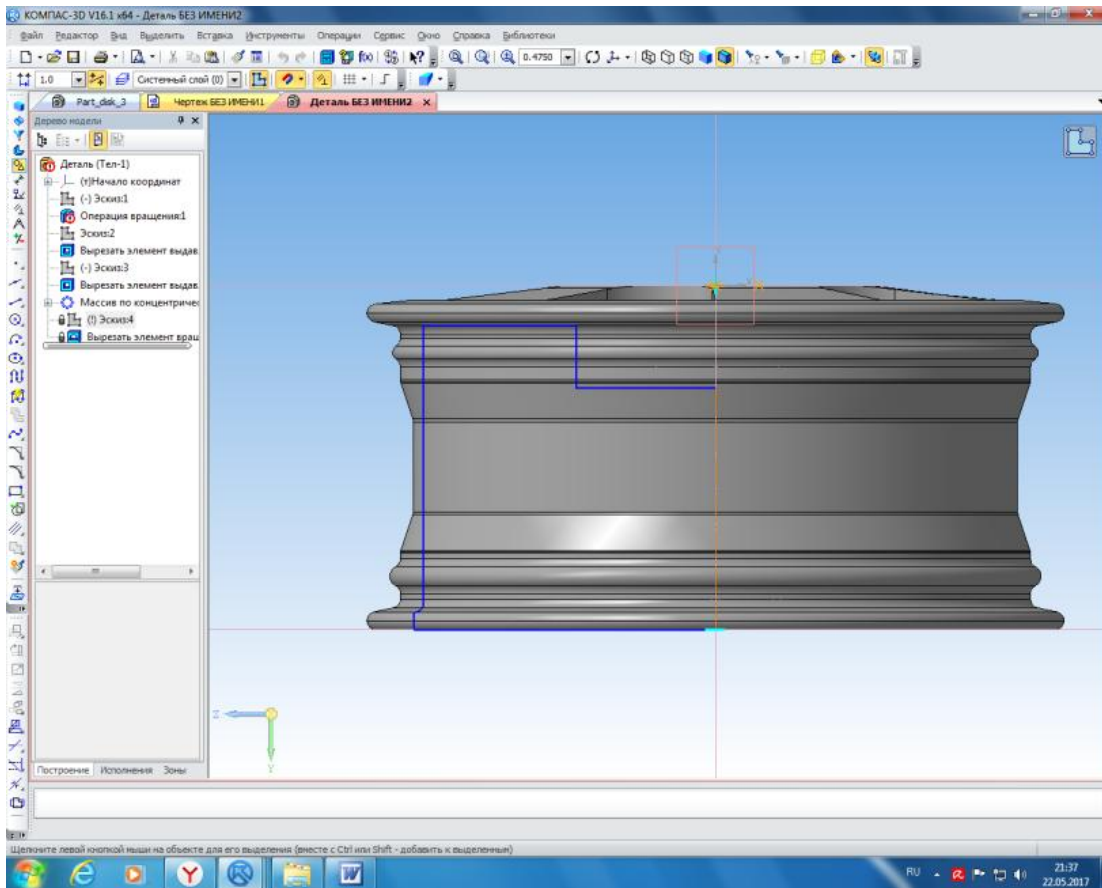 КОМПАС-3D V16.1 x64 - Деталь БЕЗ ИМЕНИ2
Файл Редактор Вид Выделить Вставка Инструменты Операции Сервис Окно Справка Библиотеки
0.4750
1.0 Системный слой (0)
Part_disk_3 Чертеж БЕЗ ИМЕНИ1 Деталь БЕЗ ИМЕНИ2
Дерево модели
Деталь (Тел-1)
(т)Начало координат
(-) Эскиз:1
Операция вращения:1
Эскиз:2
Вырезать элемент выдав
(-) Эскиз:3
Вырезать элемент выдав
Массив по концентричес
(!) Эскиз:4
Вырезать элемент вращ
Z
Y
Построение Исполнения Зоны
Щелкните левой кнопкой мыши на объекте для его выделения (вместе с Ctrl или Shift - добавить к выделенным)
RU 21:37
22.05.2017